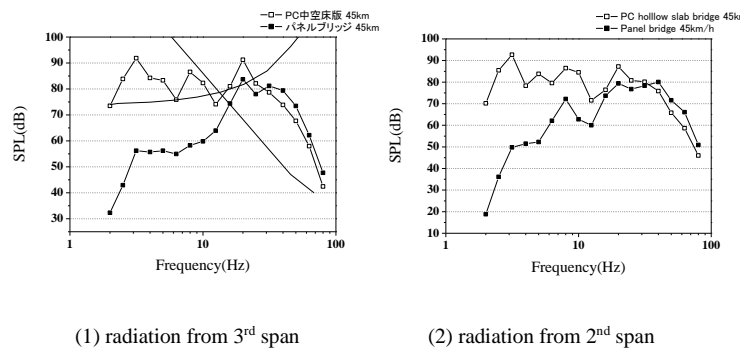 PC中空床版 45km
パネルブリッジ 45km
100
90
80
70
60
50
40
30
SPL(dB)
1
10
100
Frequency(Hz)
PC holllow slab bridge 45km/
Panel bridge 45km/h
100
90
80
70
60
50
40
30
20
10
SPL(dB)
1
10
100
Frequency(Hz)
(1) radiation from 3rd span
(2) radiation from 2nd span